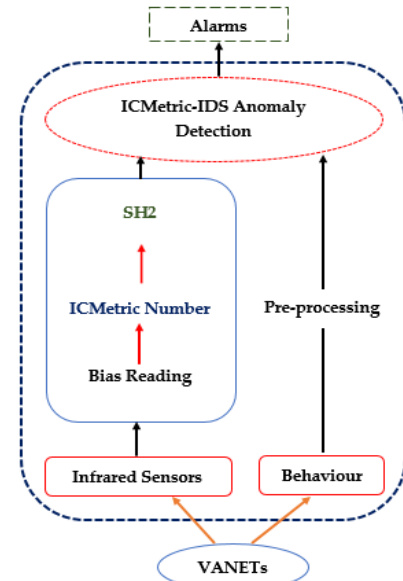 Alarms
ICMetric-IDS Anomaly
Detection
SH2
ICMetric Number
Pre-processing
Bias Reading
Infrared Sensors
Behaviour
VANETs